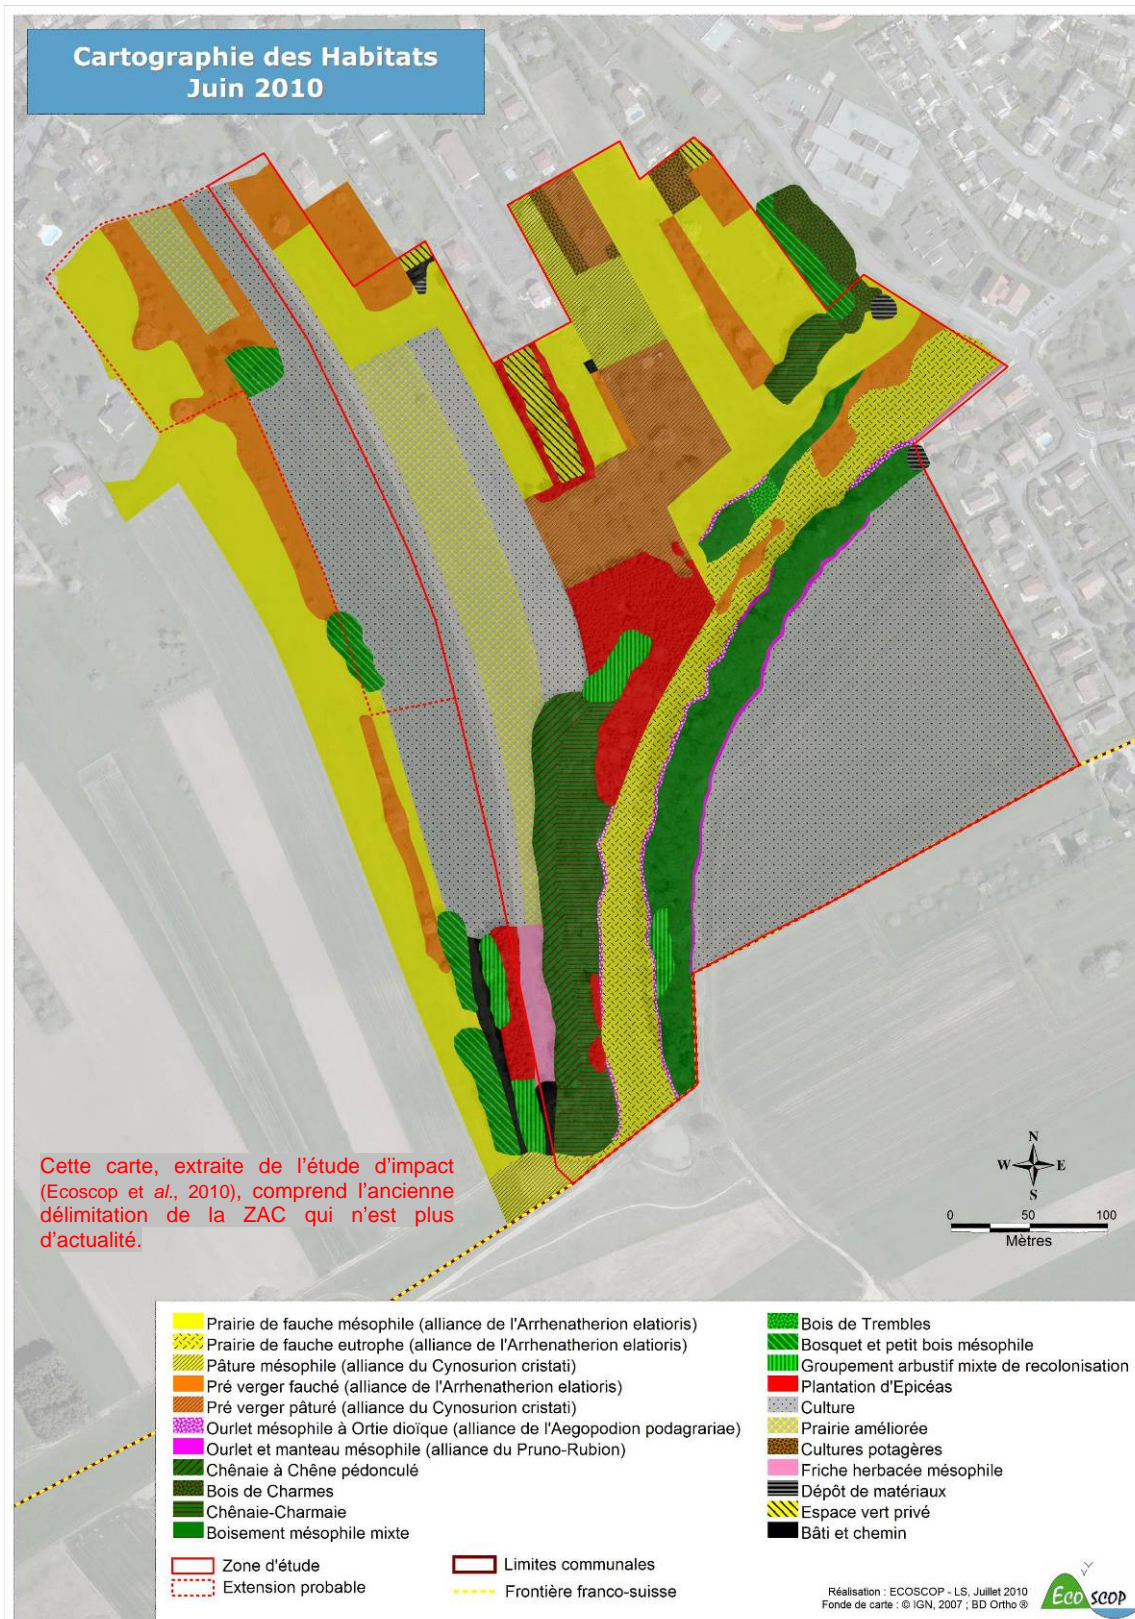 Cartographie des Habitats
Juin 2010
Cette carte, extraite de l'étude d'impact
(Ecoscop et al., 2010), comprend l'ancienne
délimitation de la ZAC qui n'est plus
d'actualité.
N
W E
S
0 50 100
Mètres
Prairie de fauche mésophile (alliance de l'Arrhenatherion elatioris)
Prairie de fauche eutrophe (alliance de l'Arrhenatherion elatioris)
Pâture mésophile (alliance du Cynosurion cristati)
Pré verger fauché (alliance de l'Arrhenatherion elatioris)
Pré verger pâturé (alliance du Cynosurion cristati)
Ourlet mésophile à Ortie dioïque (alliance de l'Aegopodion podagrariae)
Ourlet et manteau mésophile (alliance du Pruno-Rubion)
Chênaie à Chêne pédonculé
Bois de Charmes
Chênaie-Charmaie
Boisement mésophile mixte
Bois de Trembles
Bosquet et petit bois mésophile
Groupement arbustif mixte de recolonisation
Plantation d'Epicéas
Culture
Prairie améliorée
Cultures potagères
Friche herbacée mésophile
Dépôt de matériaux
Espace vert privé
Bâti et chemin
Zone d'étude
Extension probable
Limites communales
Frontière franco-suisse
Réalisation : ECOSCOP - LS, Juillet 2010
Fonde de carte : © IGN, 2007 ; BD Ortho ®
Eco SCOP